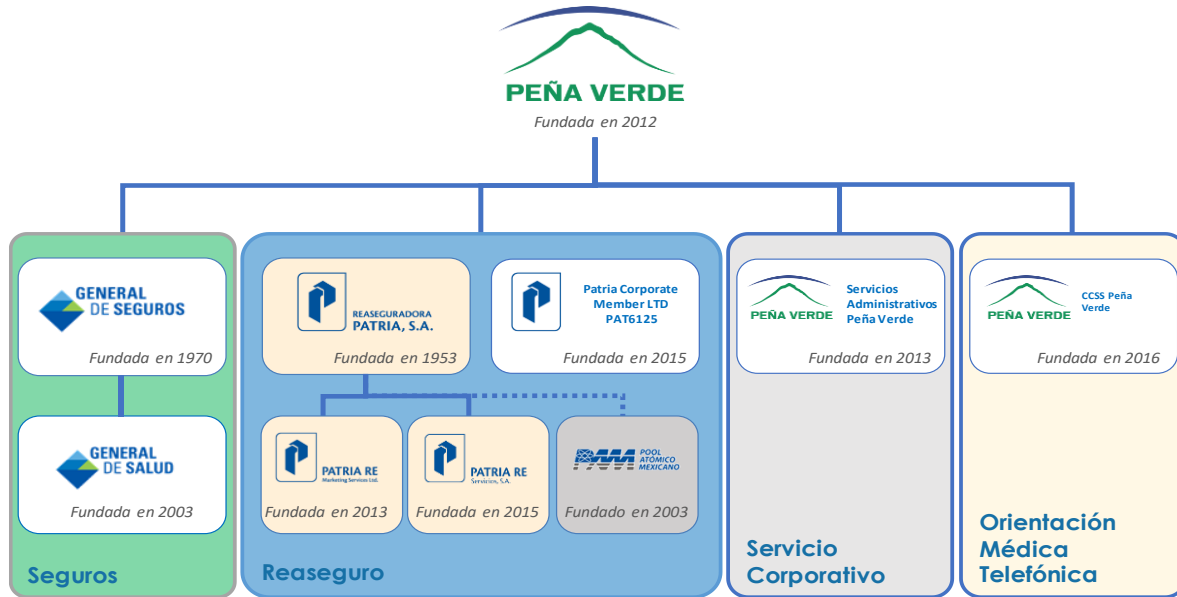 PEÑA VERDE
Fundada en 2012
GENERAL
DE SEGUROS
Fundada en 1970
GENERAL
DE SALUD
Fundada en 2003
Seguros
REASEGURADORA
PATRIA, S.A.
Fundada en 1953
Patria Corporate
Member LTD
PAT6125
Fundada en 2015
PATRIA RE
Marketing Services Ltd.
Fundada en 2013
PATRIA RE
Servicios, S.A.
Fundada en 2015
PAM
POOL
ATÓMICO
MEXICANO
Fundado en 2003
Reaseguro
PEÑA VERDE
Servicios
Administrativos
Peña Verde
Fundada en 2013
Servicio
Corporativo
PEÑA VERDE
CCSS Peña
Verde
Fundada en 2016
Orientación
Médica
Telefónica